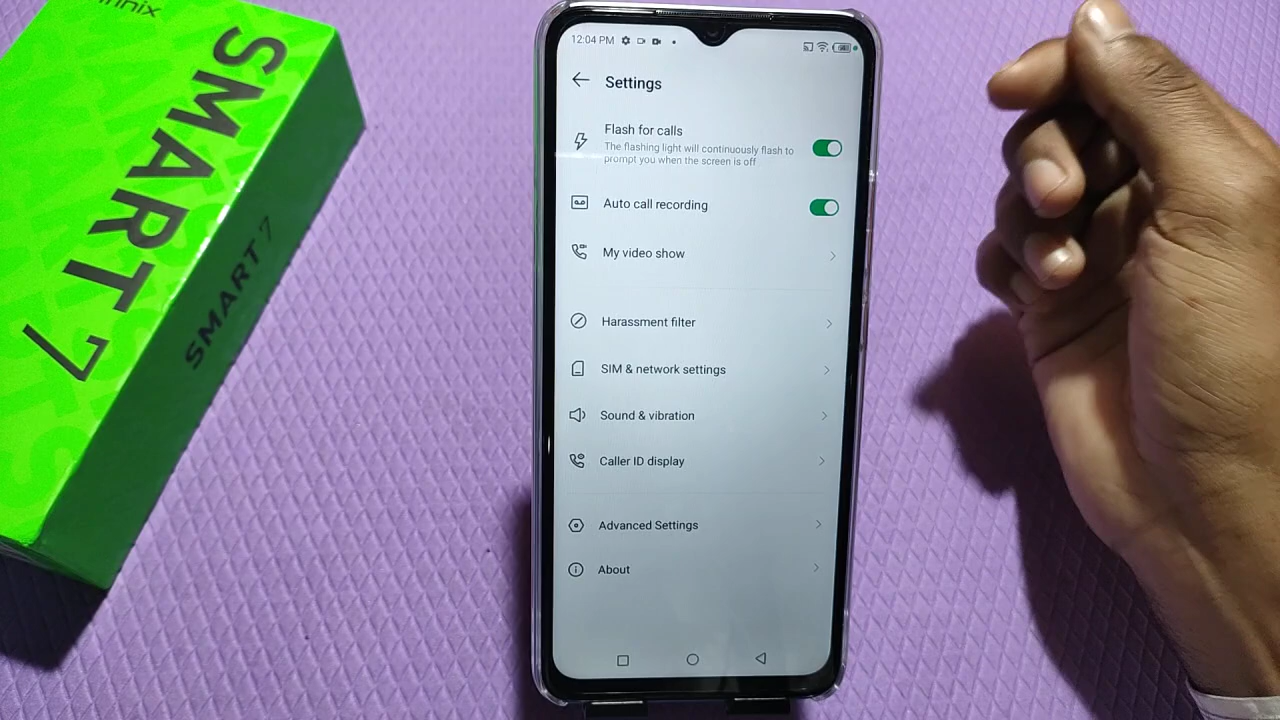 SMART 7
SMART 7
12:04 PM
Settings
Flash for calls
The flashing light will continuously flash to
prompt you when the screen is off
Auto call recording
My video show
Harassment filter
SIM & network settings
Sound & vibration
Caller ID display
Advanced Settings
About